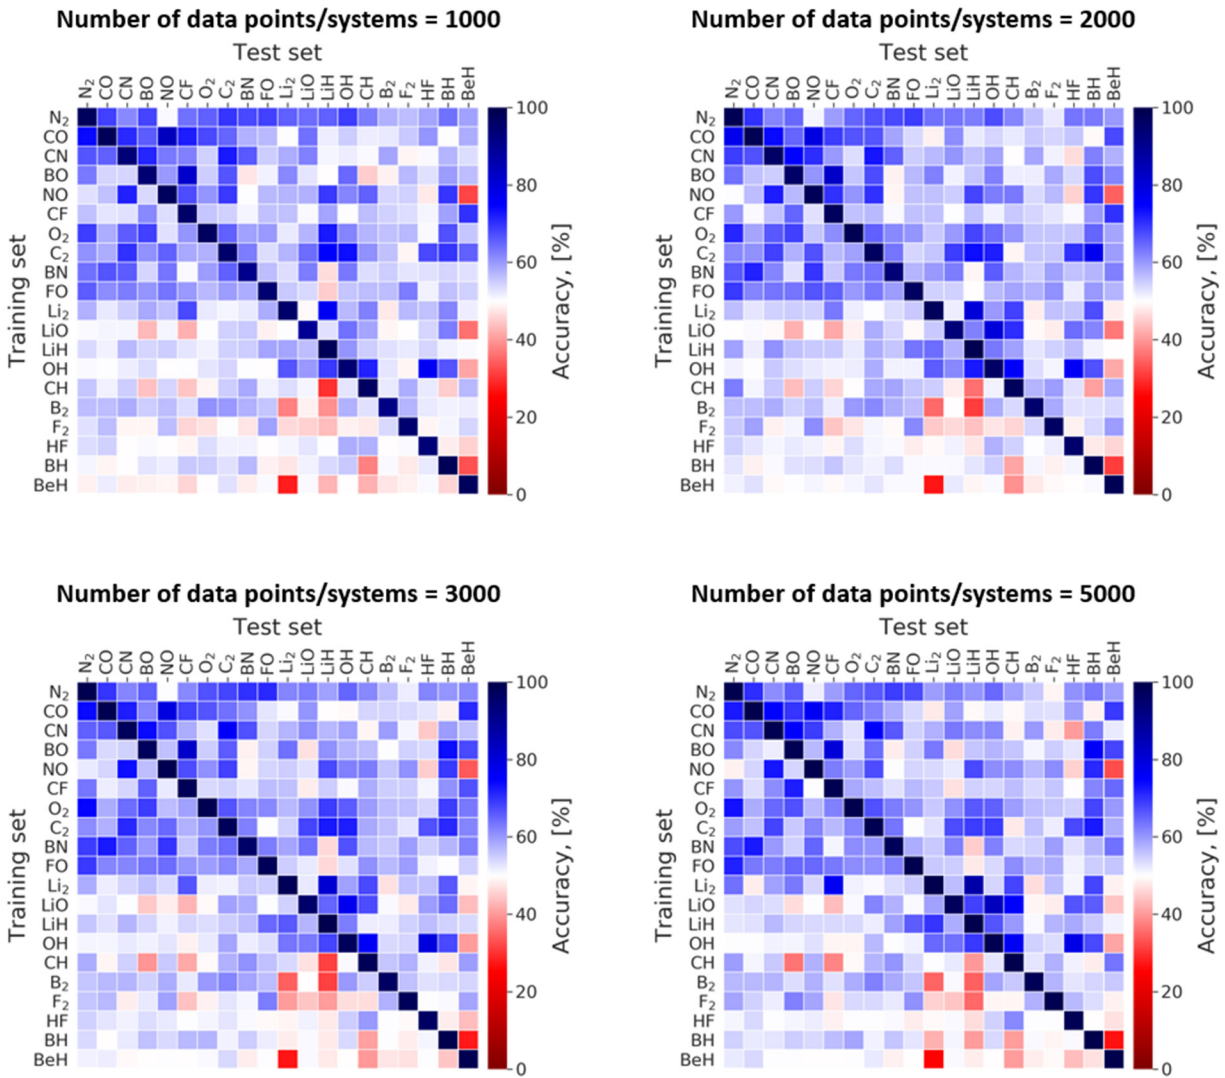 Number of data points/systems = 1000
Test set
N₂ CO CN BO NO CF O₂ C₂ BN FO Li₂ LiO LiH OH CH B₂ F₂ HF BH BeH
Training set
N₂
CO
CN
BO
NO
CF
O₂
C₂
BN
FO
Li₂
LiO
LiH
OH
CH
B₂
F₂
HF
BH
BeH
100
80
60
40
20
0
Accuracy, [%]
Number of data points/systems = 2000
Test set
N₂ CO CN BO NO CF O₂ C₂ BN FO Li₂ LiO LiH OH CH B₂ F₂ HF BH BeH
Training set
N₂
CO
CN
BO
NO
CF
O₂
C₂
BN
FO
Li₂
LiO
LiH
OH
CH
B₂
F₂
HF
BH
BeH
100
80
60
40
20
0
Accuracy, [%]
Number of data points/systems = 3000
Test set
N₂ CO CN BO NO CF O₂ C₂ BN FO Li₂ LiO LiH OH CH B₂ F₂ HF BH BeH
Training set
N₂
CO
CN
BO
NO
CF
O₂
C₂
BN
FO
Li₂
LiO
LiH
OH
CH
B₂
F₂
HF
BH
BeH
100
80
60
40
20
0
Accuracy, [%]
Number of data points/systems = 5000
Test set
N₂ CO CN BO NO CF O₂ C₂ BN FO Li₂ LiO LiH OH CH B₂ F₂ HF BH BeH
Training set
N₂
CO
CN
BO
NO
CF
O₂
C₂
BN
FO
Li₂
LiO
LiH
OH
CH
B₂
F₂
HF
BH
BeH
100
80
60
40
20
0
Accuracy, [%]